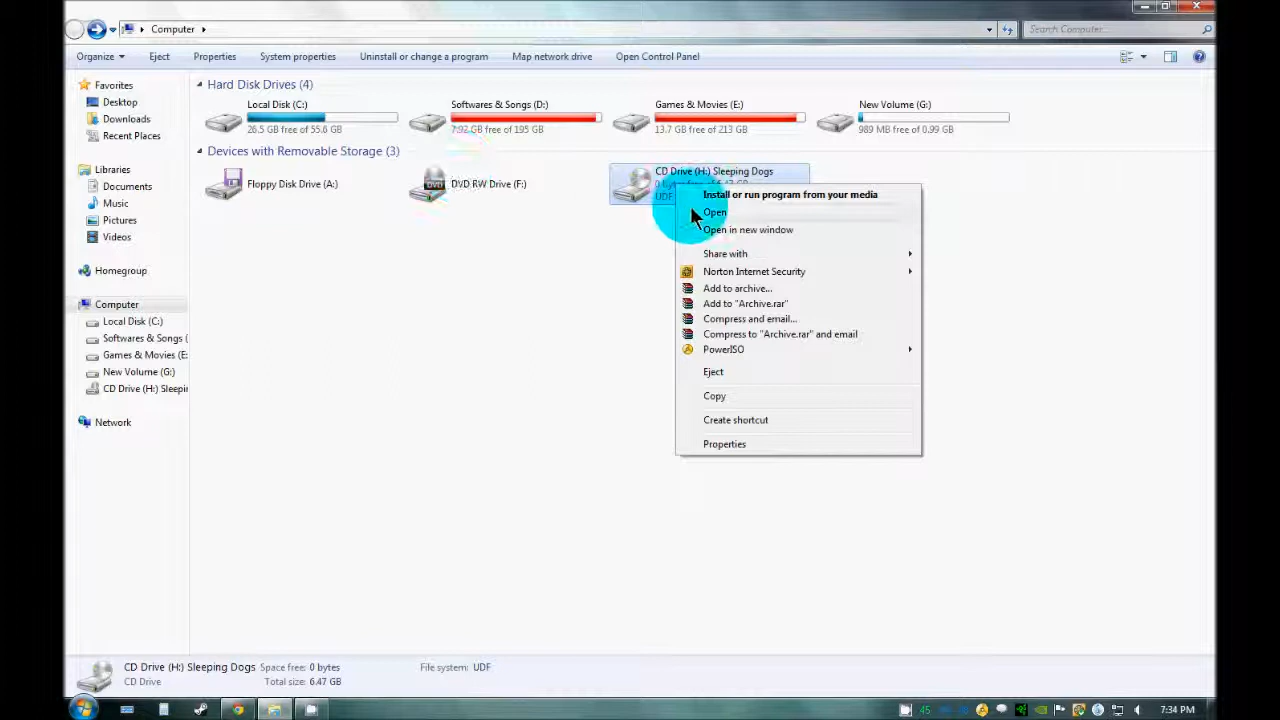 Computer
Search Computer...
Organize
Eject
Properties
System properties
Uninstall or change a program
Map network drive
Open Control Panel
Favorites
Desktop
Downloads
Recent Places
Libraries
Documents
Music
Pictures
Videos
Homegroup
Computer
Local Disk (C:)
Softwares & Songs (
Games & Movies (E:
New Volume (G:)
CD Drive (H:) Sleepin
Network
Hard Disk Drives (4)
Local Disk (C:)
26.5 GB free of 55.6 GB
Softwares & Songs (D:)
7.92 GB free of 195 GB
Games & Movies (E:)
13.7 GB free of 213 GB
New Volume (G:)
989 MB free of 0.99 GB
Devices with Removable Storage (3)
Floppy Disk Drive (A:)
DVD RW Drive (F:)
CD Drive (H:) Sleeping Dogs
UDF
Install or run program from your media
Open
Open in new window
Share with
Norton Internet Security
Add to archive...
Add to "Archive.rar"
Compress and email...
Compress to "Archive.rar" and email
PowerISO
Eject
Copy
Create shortcut
Properties
CD Drive (H:) Sleeping Dogs Space free: 0 bytes File system: UDF
CD Drive Total size: 6.47 GB
45
7:34 PM